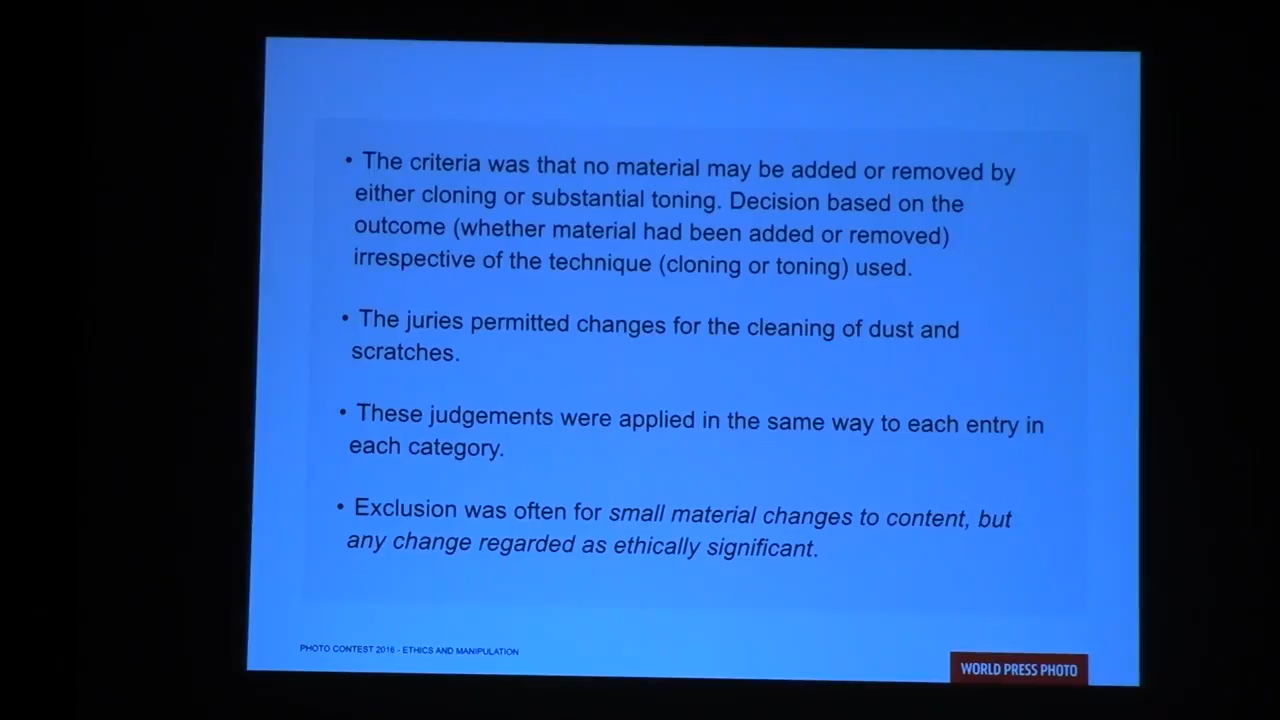 • The criteria was that no material may be added or removed by
either cloning or substantial toning. Decision based on the
outcome (whether material had been added or removed)
irrespective of the technique (cloning or toning) used.
• The juries permitted changes for the cleaning of dust and
scratches.
• These judgements were applied in the same way to each entry in
each category.
• Exclusion was often for small material changes to content, but
any change regarded as ethically significant.
PHOTO CONTEST 2016 - ETHICS AND MANIPULATION
WORLD PRESS PHOTO